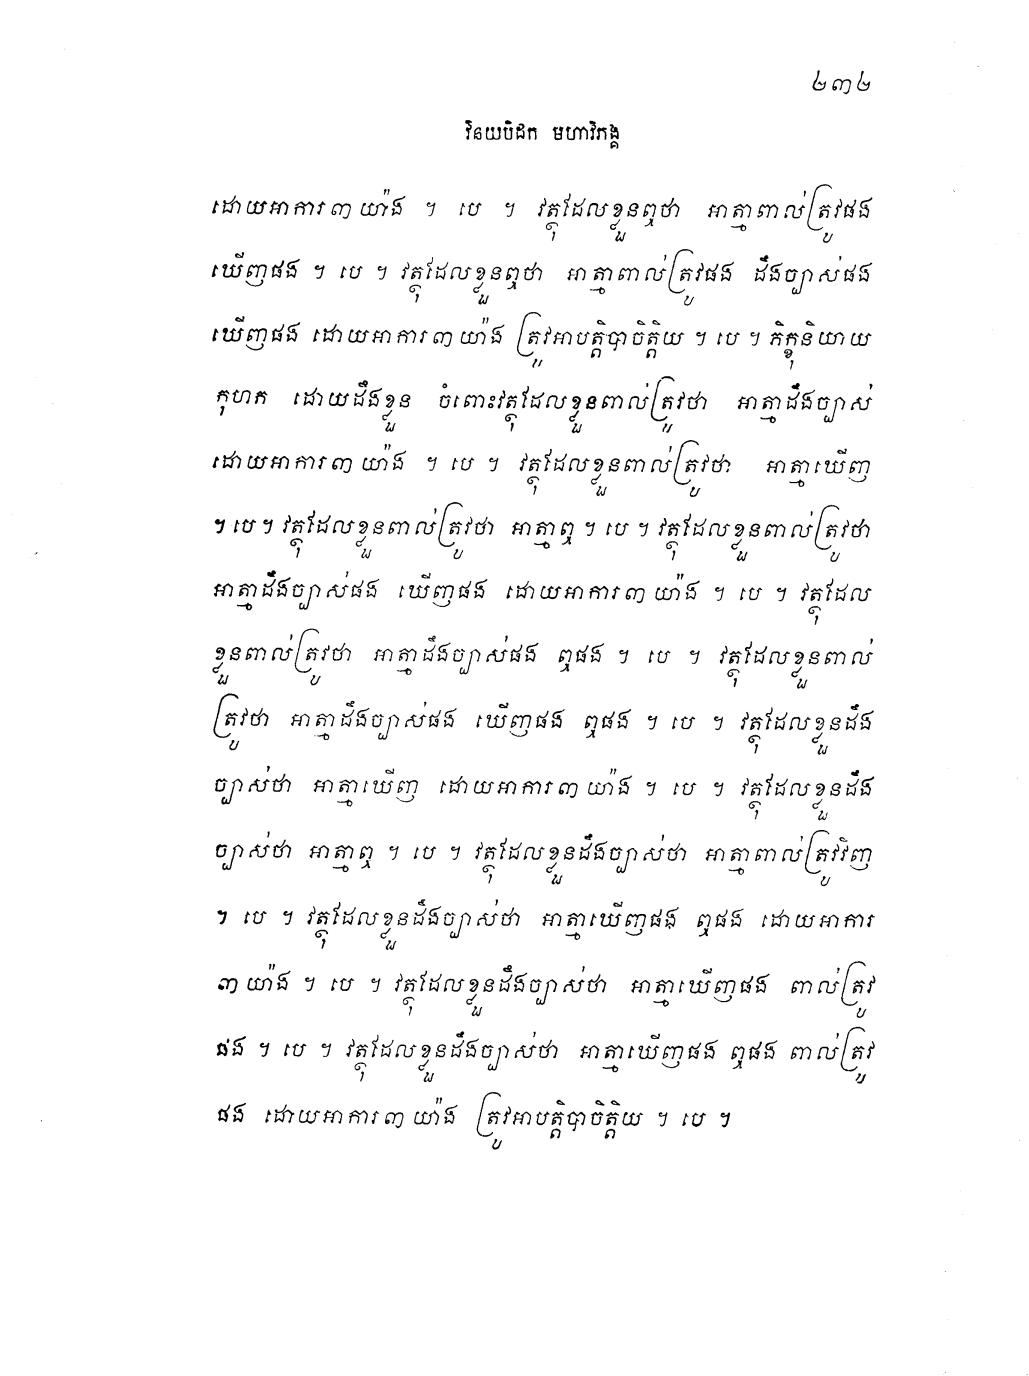 ២៣២
វិនយបិដក មហាវិភង្គ
ដោយអាការ៣យ៉ាង ។ បេ ។ វត្ថុដែលខ្លួនឮថា អាត្មាពាល់ត្រូវផង
ឃើញផង ។ បេ ។ វត្ថុដែលខ្លួនឮថា អាត្មាពាល់ត្រូវផង ដឹងច្បាស់ផង
ឃើញផង ដោយអាការ៣យ៉ាង ត្រូវអាបត្តិបាចិត្តិយ ។ បេ ។ ភិក្ខុនិយាយ
កុហក ដោយដឹងខ្លួន ចំពោះវត្ថុដែលខ្លួនពាល់ត្រូវថា អាត្មាដឹងច្បាស់
ដោយអាការ៣យ៉ាង ។ បេ ។ វត្ថុដែលខ្លួនពាល់ត្រូវថា អាត្មាឃើញ
។ បេ ។ វត្ថុដែលខ្លួនពាល់ត្រូវថា អាត្មាឮ ។ បេ ។ វត្ថុដែលខ្លួនពាល់ត្រូវថា
អាត្មាដឹងច្បាស់ផង ឃើញផង ដោយអាការ៣យ៉ាង ។ បេ ។ វត្ថុដែល
ខ្លួនពាល់ត្រូវថា អាត្មាដឹងច្បាស់ផង ឮផង ។ បេ ។ វត្ថុដែលខ្លួនពាល់
ត្រូវថា អាត្មាដឹងច្បាស់ផង ឃើញផង ឮផង ។ បេ ។ វត្ថុដែលខ្លួនដឹង
ច្បាស់ថា អាត្មាឃើញ ដោយអាការ៣យ៉ាង ។ បេ ។ វត្ថុដែលខ្លួនដឹង
ច្បាស់ថា អាត្មាឮ ។ បេ ។ វត្ថុដែលខ្លួនដឹងច្បាស់ថា អាត្មាពាល់ត្រូវវិញ
។ បេ ។ វត្ថុដែលខ្លួនដឹងច្បាស់ថា អាត្មាឃើញផង ឮផង ដោយអាការ
៣យ៉ាង ។ បេ ។ វត្ថុដែលខ្លួនដឹងច្បាស់ថា អាត្មាឃើញផង ពាល់ត្រូវ
ផង ។ បេ ។ វត្ថុដែលខ្លួនដឹងច្បាស់ថា អាត្មាឃើញផង ឮផង ពាល់ត្រូវ
ផង ដោយអាការ៣យ៉ាង ត្រូវអាបត្តិបាចិត្តិយ ។ បេ ។